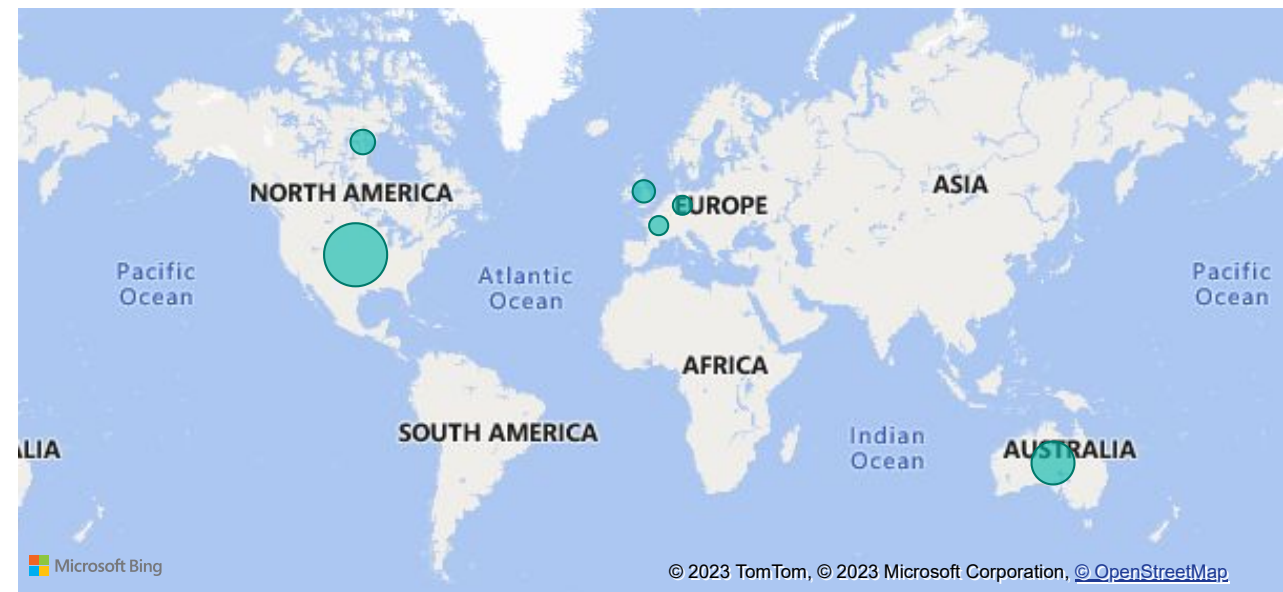 NORTH AMERICA
ASIA
EUROPE
Pacific
Ocean
Atlantic
Ocean
Pacific
Ocean
AFRICA
SOUTH AMERICA
Indian
Ocean
ALIA
AUSTRALIA
Microsoft Bing
© 2023 TomTom, © 2023 Microsoft Corporation, © OpenStreetMap